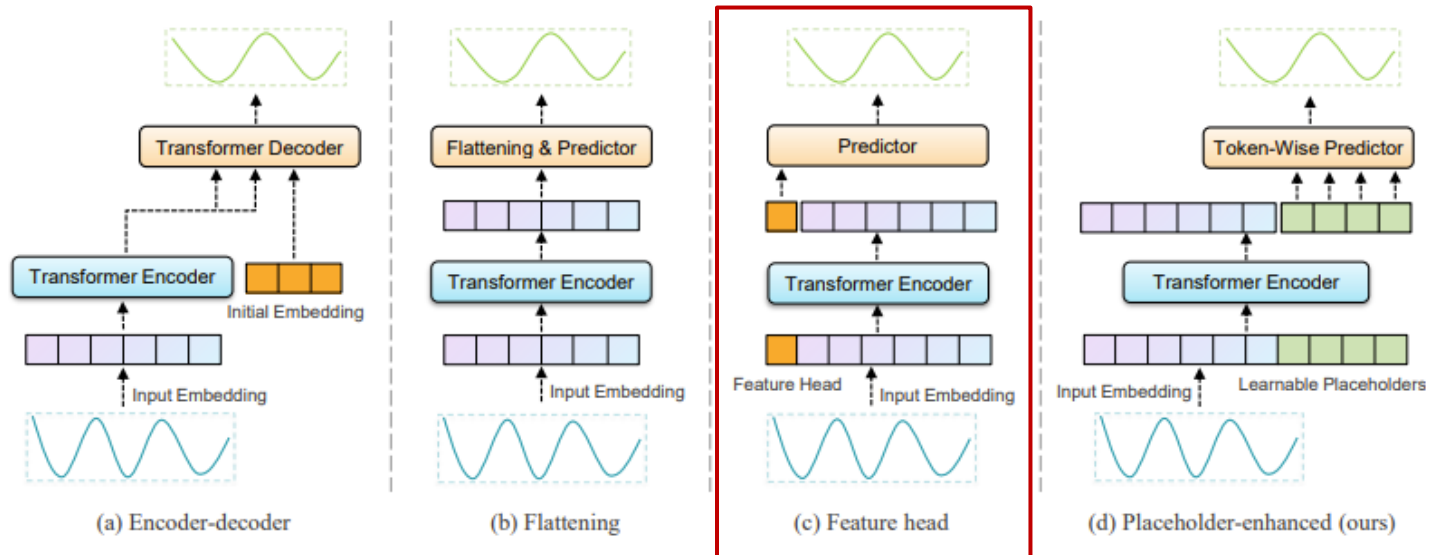 Transformer Decoder
Transformer Encoder
Initial Embedding
Input Embedding
(a) Encoder-decoder
Flattening & Predictor
Transformer Encoder
Input Embedding
(b) Flattening
Predictor
Transformer Encoder
Feature Head
Input Embedding
(c) Feature head
Token-Wise Predictor
Transformer Encoder
Input Embedding
Learnable Placeholders
(d) Placeholder-enhanced (ours)